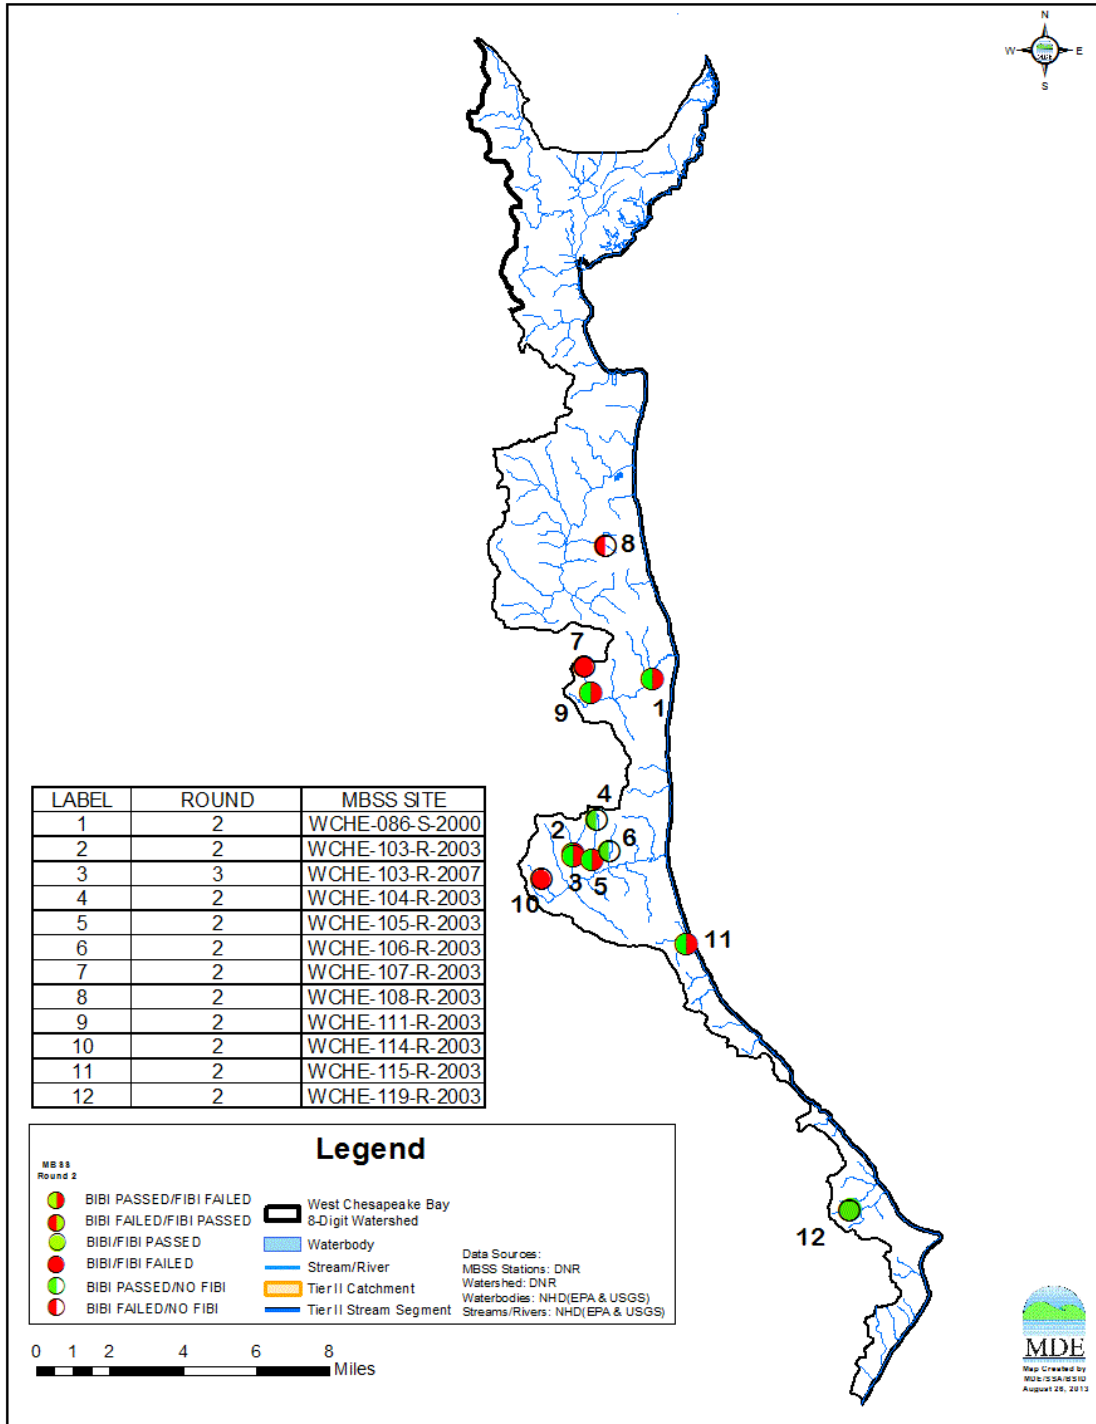 N
W E
MDE
S
8
7
9
1
4
2
6
3
5
10
11
12
LABEL ROUND MBSS SITE
1 2 WCHE-086-S-2000
2 2 WCHE-103-R-2003
3 3 WCHE-103-R-2007
4 2 WCHE-104-R-2003
5 2 WCHE-105-R-2003
6 2 WCHE-106-R-2003
7 2 WCHE-107-R-2003
8 2 WCHE-108-R-2003
9 2 WCHE-111-R-2003
10 2 WCHE-114-R-2003
11 2 WCHE-115-R-2003
12 2 WCHE-119-R-2003
Legend
MBSS
Round 2
BIBI PASSED/FIBI FAILED
BIBI FAILED/FIBI PASSED
BIBI/FIBI PASSED
BIBI/FIBI FAILED
BIBI PASSED/NO FIBI
BIBI FAILED/NO FIBI
West Chesapeake Bay
8-Digit Watershed
Waterbody
Stream/River
Tier II Catchment
Tier II Stream Segment
Data Sources:
MBSS Stations: DNR
Watershed: DNR
Waterbodies: NHD(EPA & USGS)
Streams/Rivers: NHD(EPA & USGS)
0 1 2 4 6 8
Miles
MDE
Map Created by
MDE/SSA/BSID
August 26, 2013